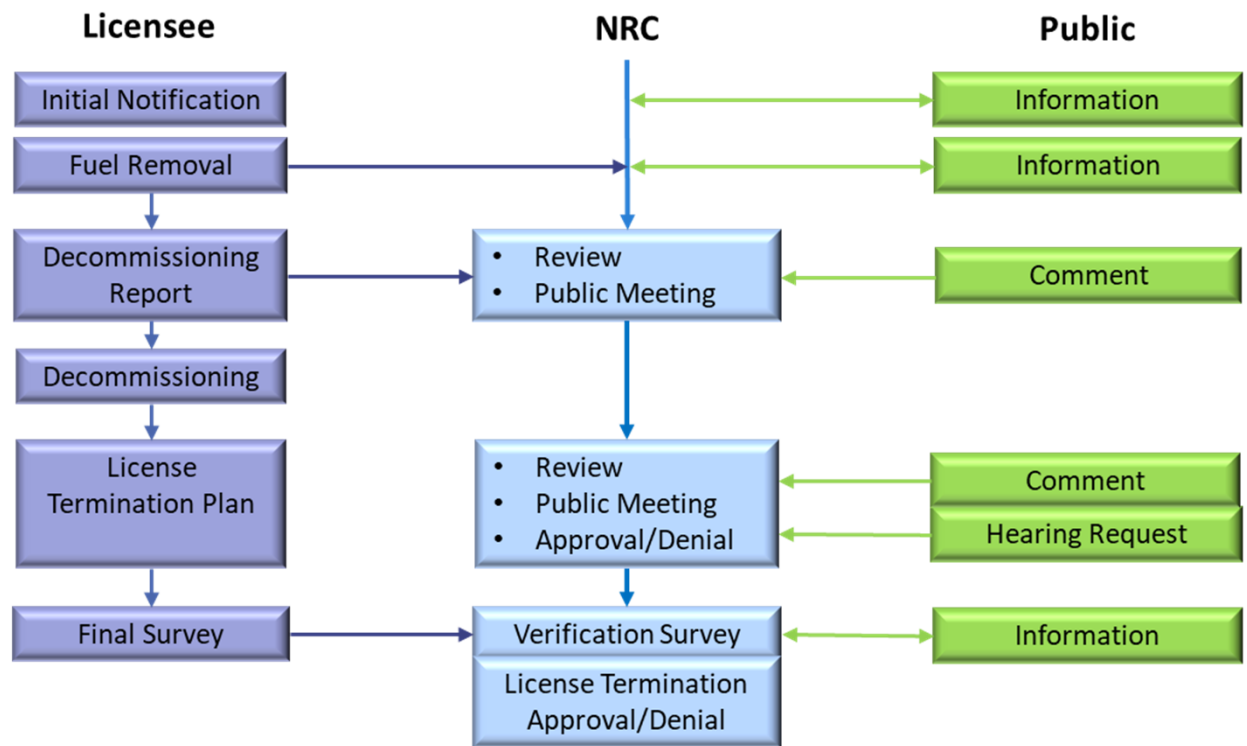 Licensee
NRC
Public
Initial Notification
Information
Fuel Removal
Information
Decommissioning
Report
• Review
• Public Meeting
Comment
Decommissioning
License
Termination Plan
• Review
• Public Meeting
• Approval/Denial
Comment
Hearing Request
Final Survey
Verification Survey
Information
License Termination
Approval/Denial